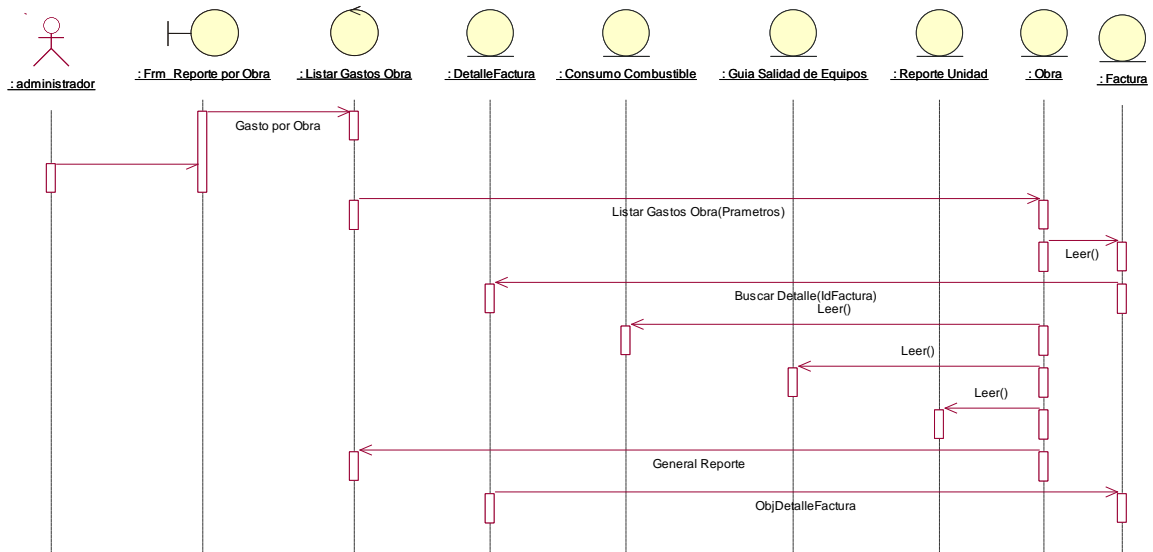 : administrador
: Frm_Reporte por Obra
: Listar Gastos Obra
: DetalleFactura
: Consumo Combustible
: Guia Salidad de Equipos
: Reporte Unidad
: Obra
: Factura
Gasto por Obra
Listar Gastos Obra(Prametros)
Leer()
Buscar Detalle(IdFactura)
Leer()
Leer()
Leer()
General Reporte
ObjDetalleFactura